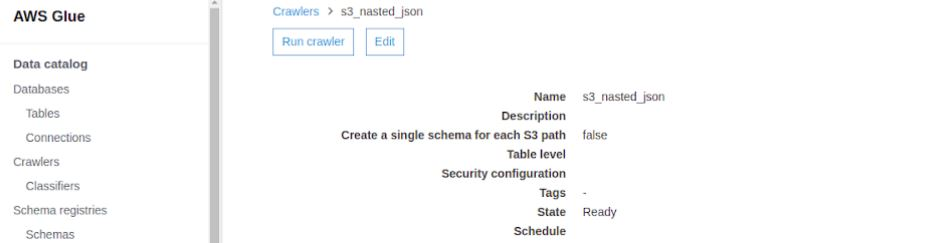 AWS Glue
Data catalog
Databases
Tables
Connections
Crawlers
Classifiers
Schema registries
Schemas
Crawlers > s3_nasted_json
Run crawler Edit
Name s3_nasted_json
Description
Create a single schema for each S3 path false
Table level
Security configuration
Tags -
State Ready
Schedule